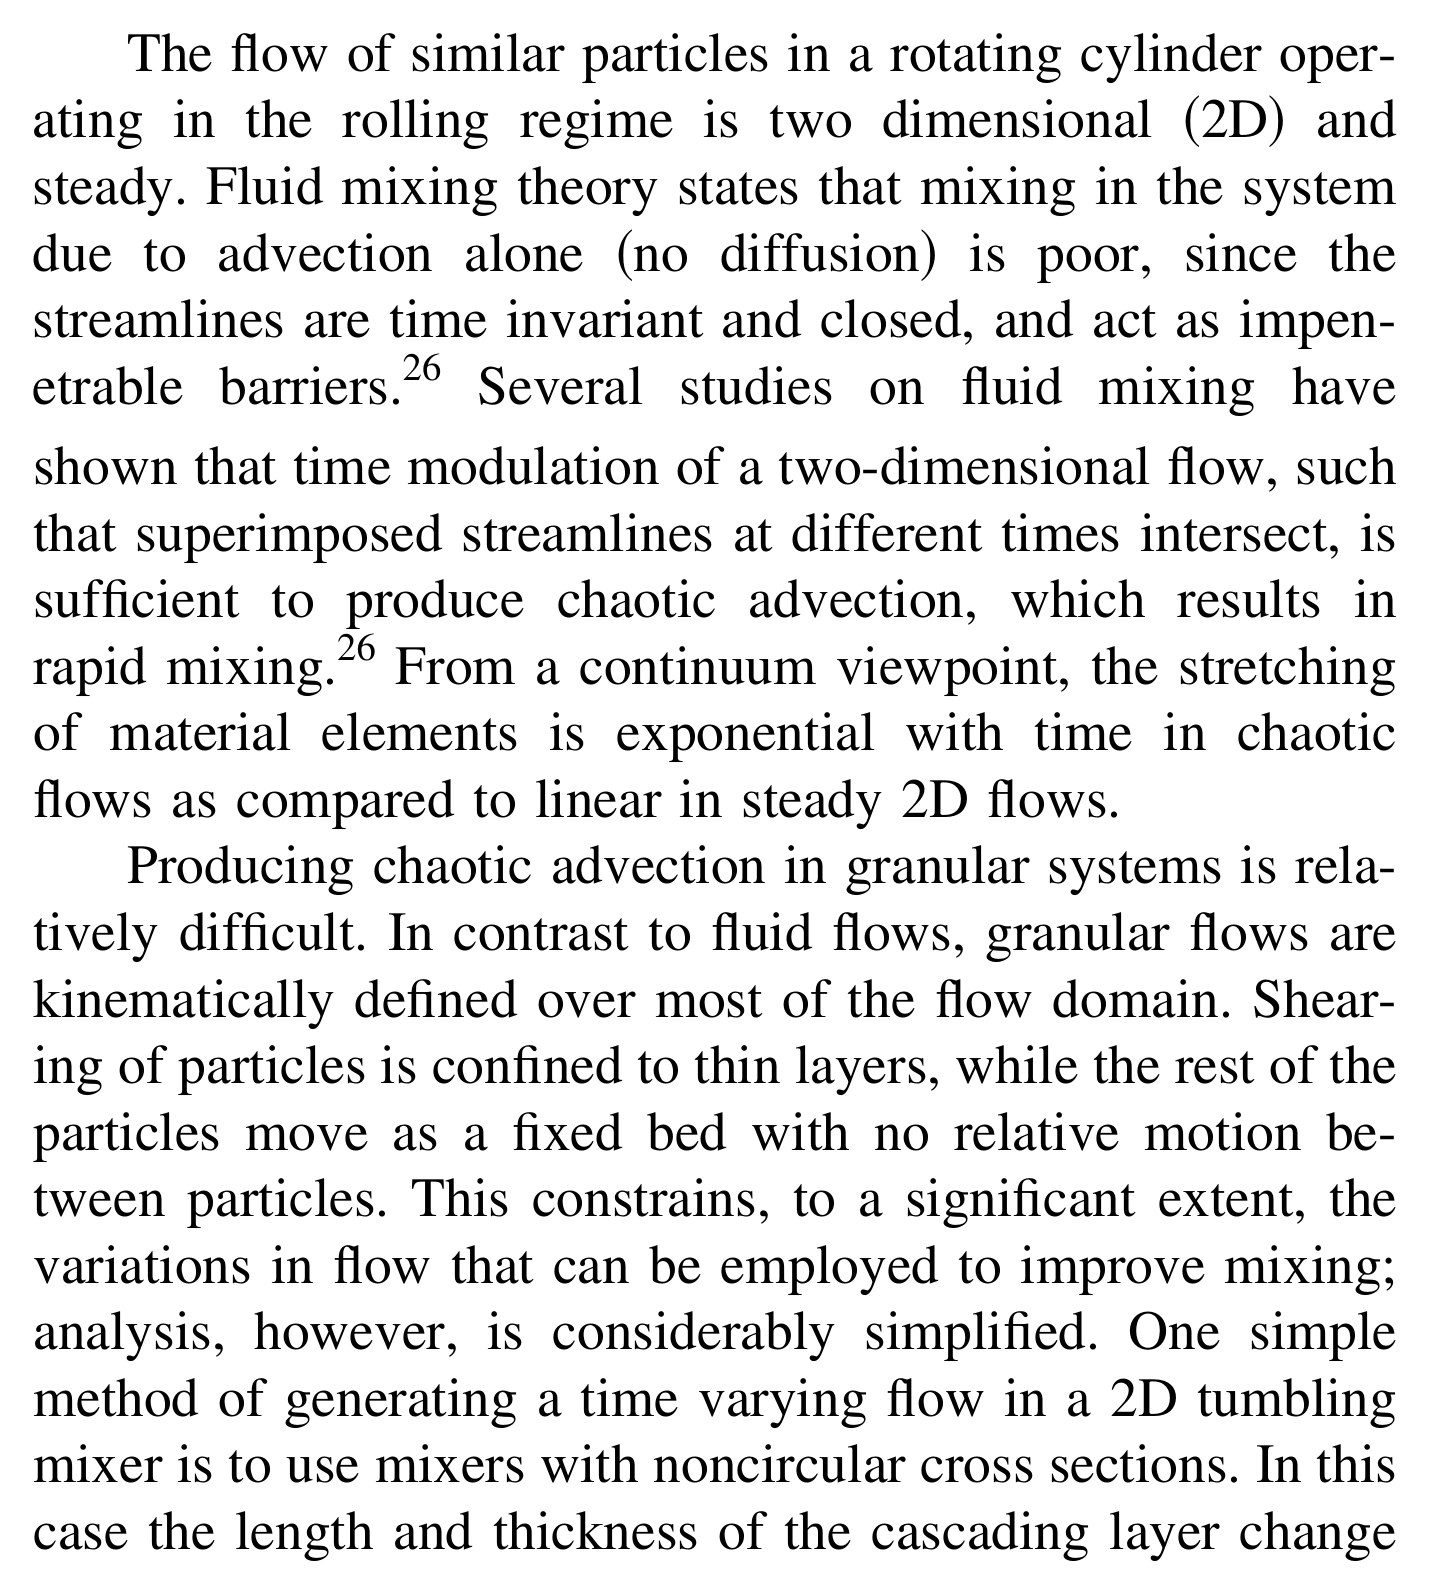 The flow of similar particles in a rotating cylinder oper-
ating in the rolling regime is two dimensional (2D) and
steady. Fluid mixing theory states that mixing in the system
due to advection alone (no diffusion) is poor, since the
streamlines are time invariant and closed, and act as impen-
etrable barriers.26 Several studies on fluid mixing have
shown that time modulation of a two-dimensional flow, such
that superimposed streamlines at different times intersect, is
sufficient to produce chaotic advection, which results in
rapid mixing.26 From a continuum viewpoint, the stretching
of material elements is exponential with time in chaotic
flows as compared to linear in steady 2D flows.
Producing chaotic advection in granular systems is rela-
tively difficult. In contrast to fluid flows, granular flows are
kinematically defined over most of the flow domain. Shear-
ing of particles is confined to thin layers, while the rest of the
particles move as a fixed bed with no relative motion be-
tween particles. This constrains, to a significant extent, the
variations in flow that can be employed to improve mixing;
analysis, however, is considerably simplified. One simple
method of generating a time varying flow in a 2D tumbling
mixer is to use mixers with noncircular cross sections. In this
case the length and thickness of the cascading layer change